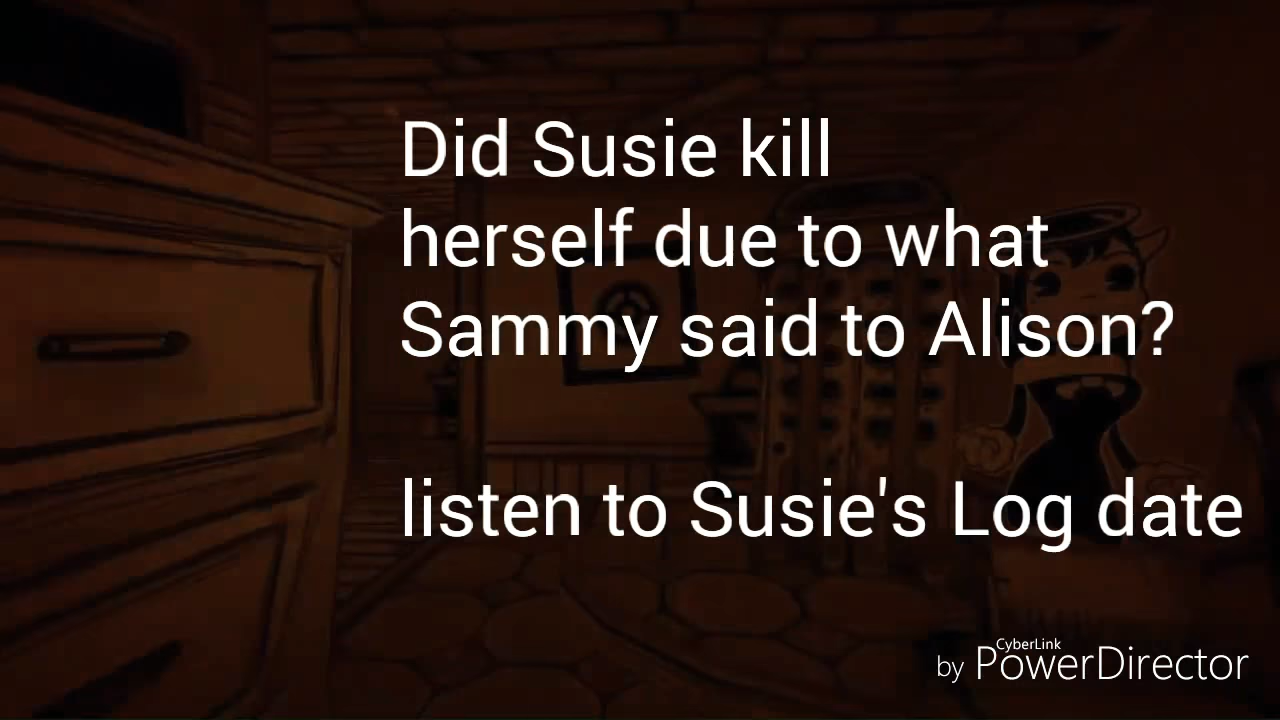 Did Susie kill
herself due to what
Sammy said to Alison?
listen to Susie's Log date
CyberLink
by PowerDirector